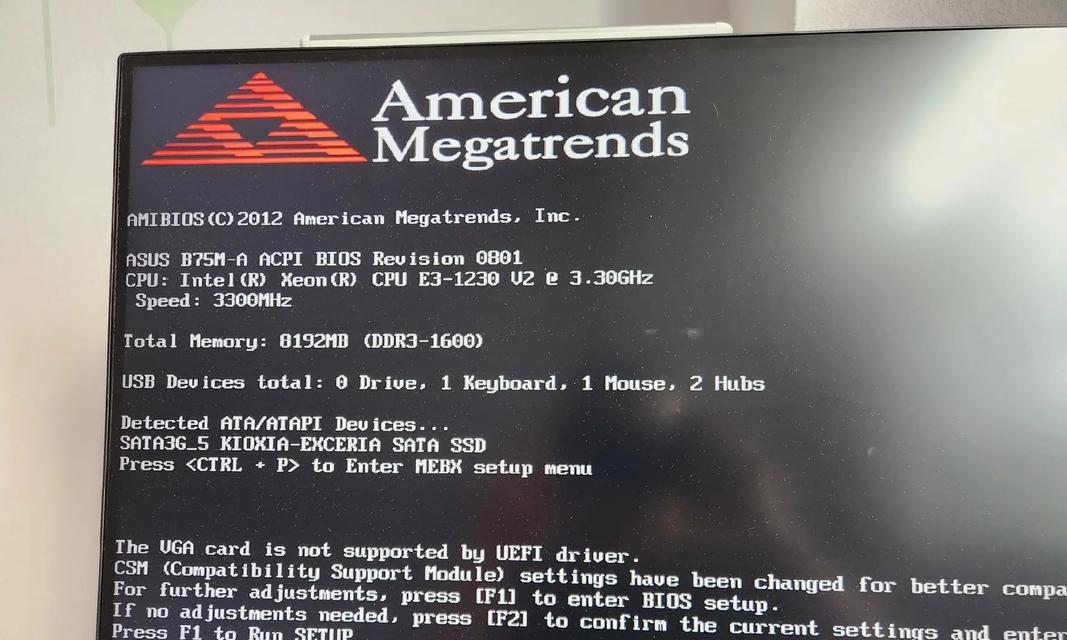 American
Megatrends
AMIBIOS(C)2012 American Megatrends, Inc.
ASUS B75M-A ACPI BIOS Revision 0801
CPU: Intel(R) Xeon(R) CPU E3-1230 V2 @ 3.30GHz
Speed: 3300MHz
Total Memory: 8192MB (DDR3-1600)
USB Devices total: 0 Drive, 1 Keyboard, 1 Mouse, 2 Hubs
Detected ATA/ATAPI Devices...
SATA3G_5 KIOXIA-EXCERIA SATA SSD
Press <CTRL + P> to Enter MEBX setup menu
The VGA card is not supported by UEFI driver.
CSM (Compatibility Support Module) settings have been changed for better compa
For further adjustments, press [F1] to enter BIOS setup.
If no adjustments needed, press [F2] to confirm the current settings and enter
Press F1 to Run SETUP